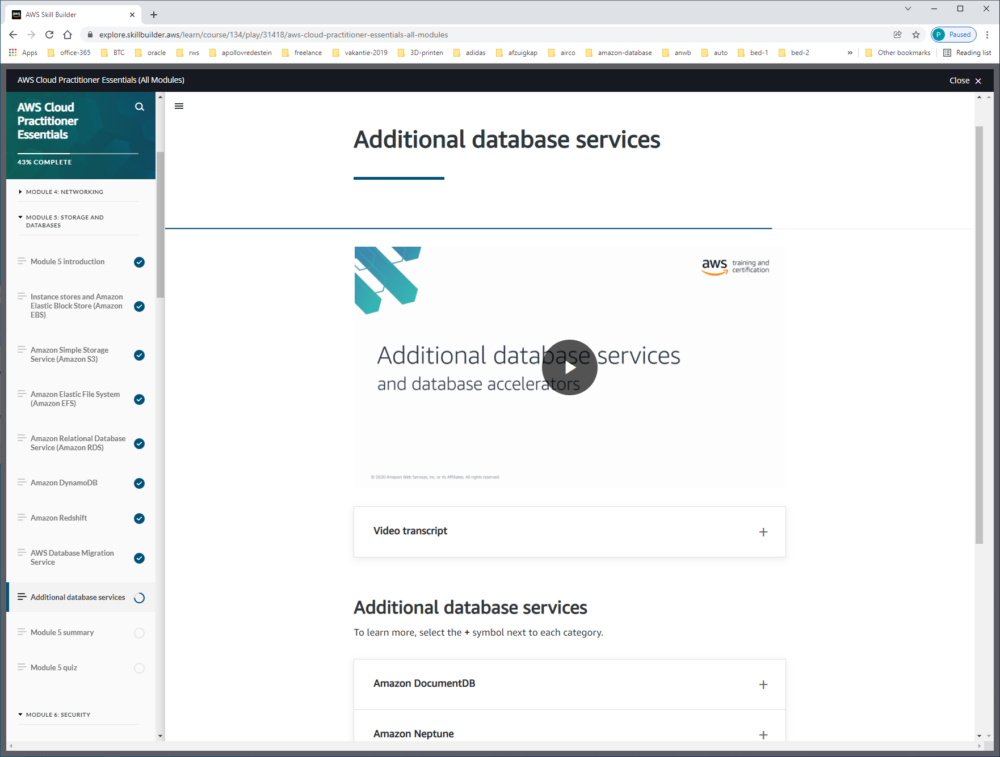 AWS Skill Builder
explore.skillbuilder.aws/learn/course/134/play/31418/aws-cloud-practitioner-essentials-all-modules
P Paused
Apps office-365 BTC oracle rws apollovredestein freelance vakantie-2019 3D-printen adidas afzuigkap airco amazon-database anwb auto bed-1 bed-2 » Other bookmarks Reading list
AWS Cloud Practitioner Essentials (All Modules)
Close
AWS Cloud
Practitioner
Essentials
43% COMPLETE
MODULE 4: NETWORKING
MODULE 5: STORAGE AND
DATABASES
Module 5 introduction
Instance stores and Amazon
Elastic Block Store (Amazon
EBS)
Amazon Simple Storage
Service (Amazon S3)
Amazon Elastic File System
(Amazon EFS)
Amazon Relational Database
Service (Amazon RDS)
Amazon DynamoDB
Amazon Redshift
AWS Database Migration
Service
Additional database services
Module 5 summary
Module 5 quiz
MODULE 6: SECURITY
Additional database services
aws training and
certification
Additional database services
and database accelerators
© 2020 Amazon Web Services, Inc. or its Affiliates. All rights reserved.
Video transcript +
Additional database services
To learn more, select the + symbol next to each category.
Amazon DocumentDB +
Amazon Neptune +